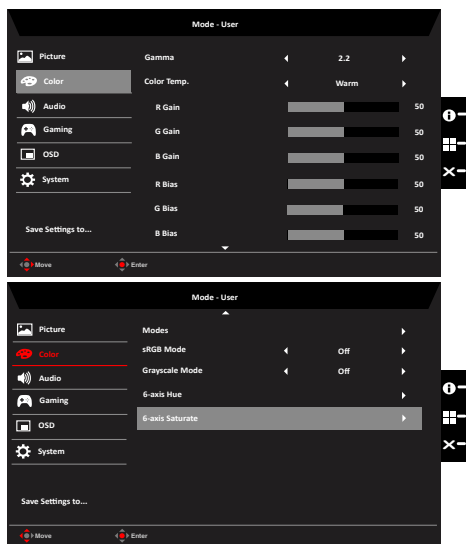 Mode - User
Picture
Gamma 2.2
Color
Color Temp. Warm
Audio
R Gain 50
Gaming
G Gain 50
OSD
B Gain 50
System
R Bias 50
G Bias 50
Save Settings to...
B Bias 50
Move Enter
Mode - User
Picture
Modes
Color
sRGB Mode Off
Audio
Grayscale Mode Off
Gaming
6-axis Hue
OSD
6-axis Saturate
System
Save Settings to...
Move Enter